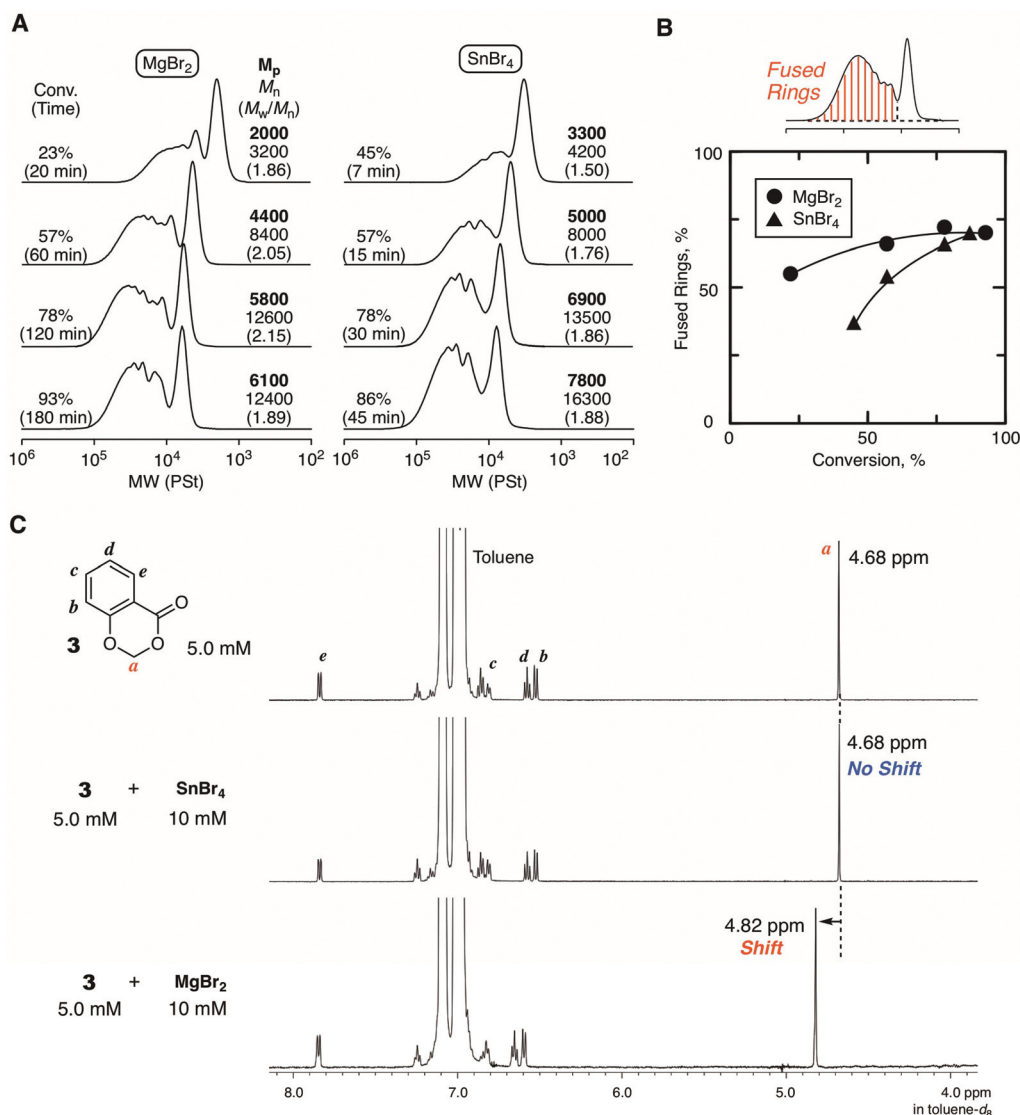 A
MgBr2
SnBr4
Conv.
(Time)
Mp
Mn
(Mw/Mn)
23%
(20 min)
2000
3200
(1.86)
45%
(7 min)
3300
4200
(1.50)
57%
(60 min)
4400
8400
(2.05)
57%
(15 min)
5000
8000
(1.76)
78%
(120 min)
5800
12600
(2.15)
78%
(30 min)
6900
13500
(1.86)
93%
(180 min)
6100
12400
(1.89)
86%
(45 min)
7800
16300
(1.88)
10^6 10^5 10^4 10^3 10^2
MW (PSt)
10^6 10^5 10^4 10^3 10^2
MW (PSt)
B
Fused
Rings
100
MgBr2
SnBr4
50
0
Fused Rings, %
0 50 100
Conversion, %
C
d
c e
b
O
O O
3 a 5.0 mM
Toluene
e c d b
a 4.68 ppm
3 + SnBr4
5.0 mM 10 mM
4.68 ppm
No Shift
3 + MgBr2
5.0 mM 10 mM
4.82 ppm
Shift
8.0 7.0 6.0 5.0 4.0 ppm
in toluene-d8